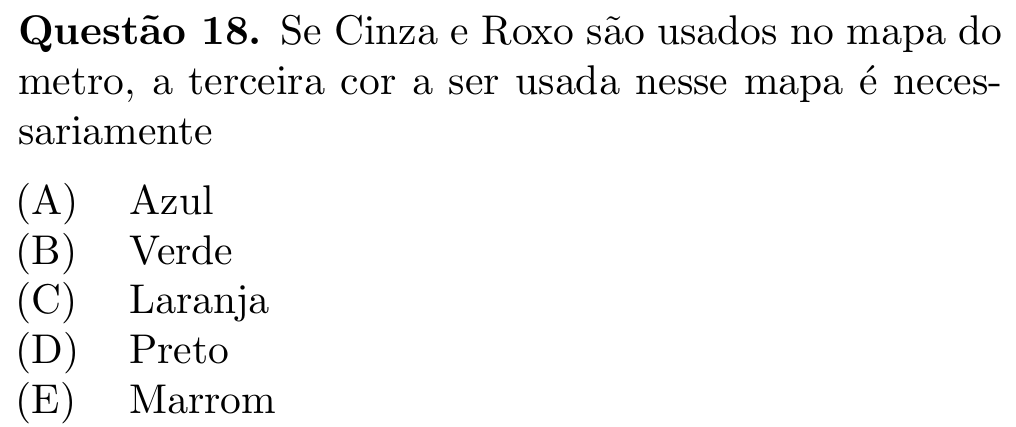 Questão 18. Se Cinza e Roxo são usados no mapa do
metro, a terceira cor a ser usada nesse mapa é neces-
sariamente
(A) Azul
(B) Verde
(C) Laranja
(D) Preto
(E) Marrom